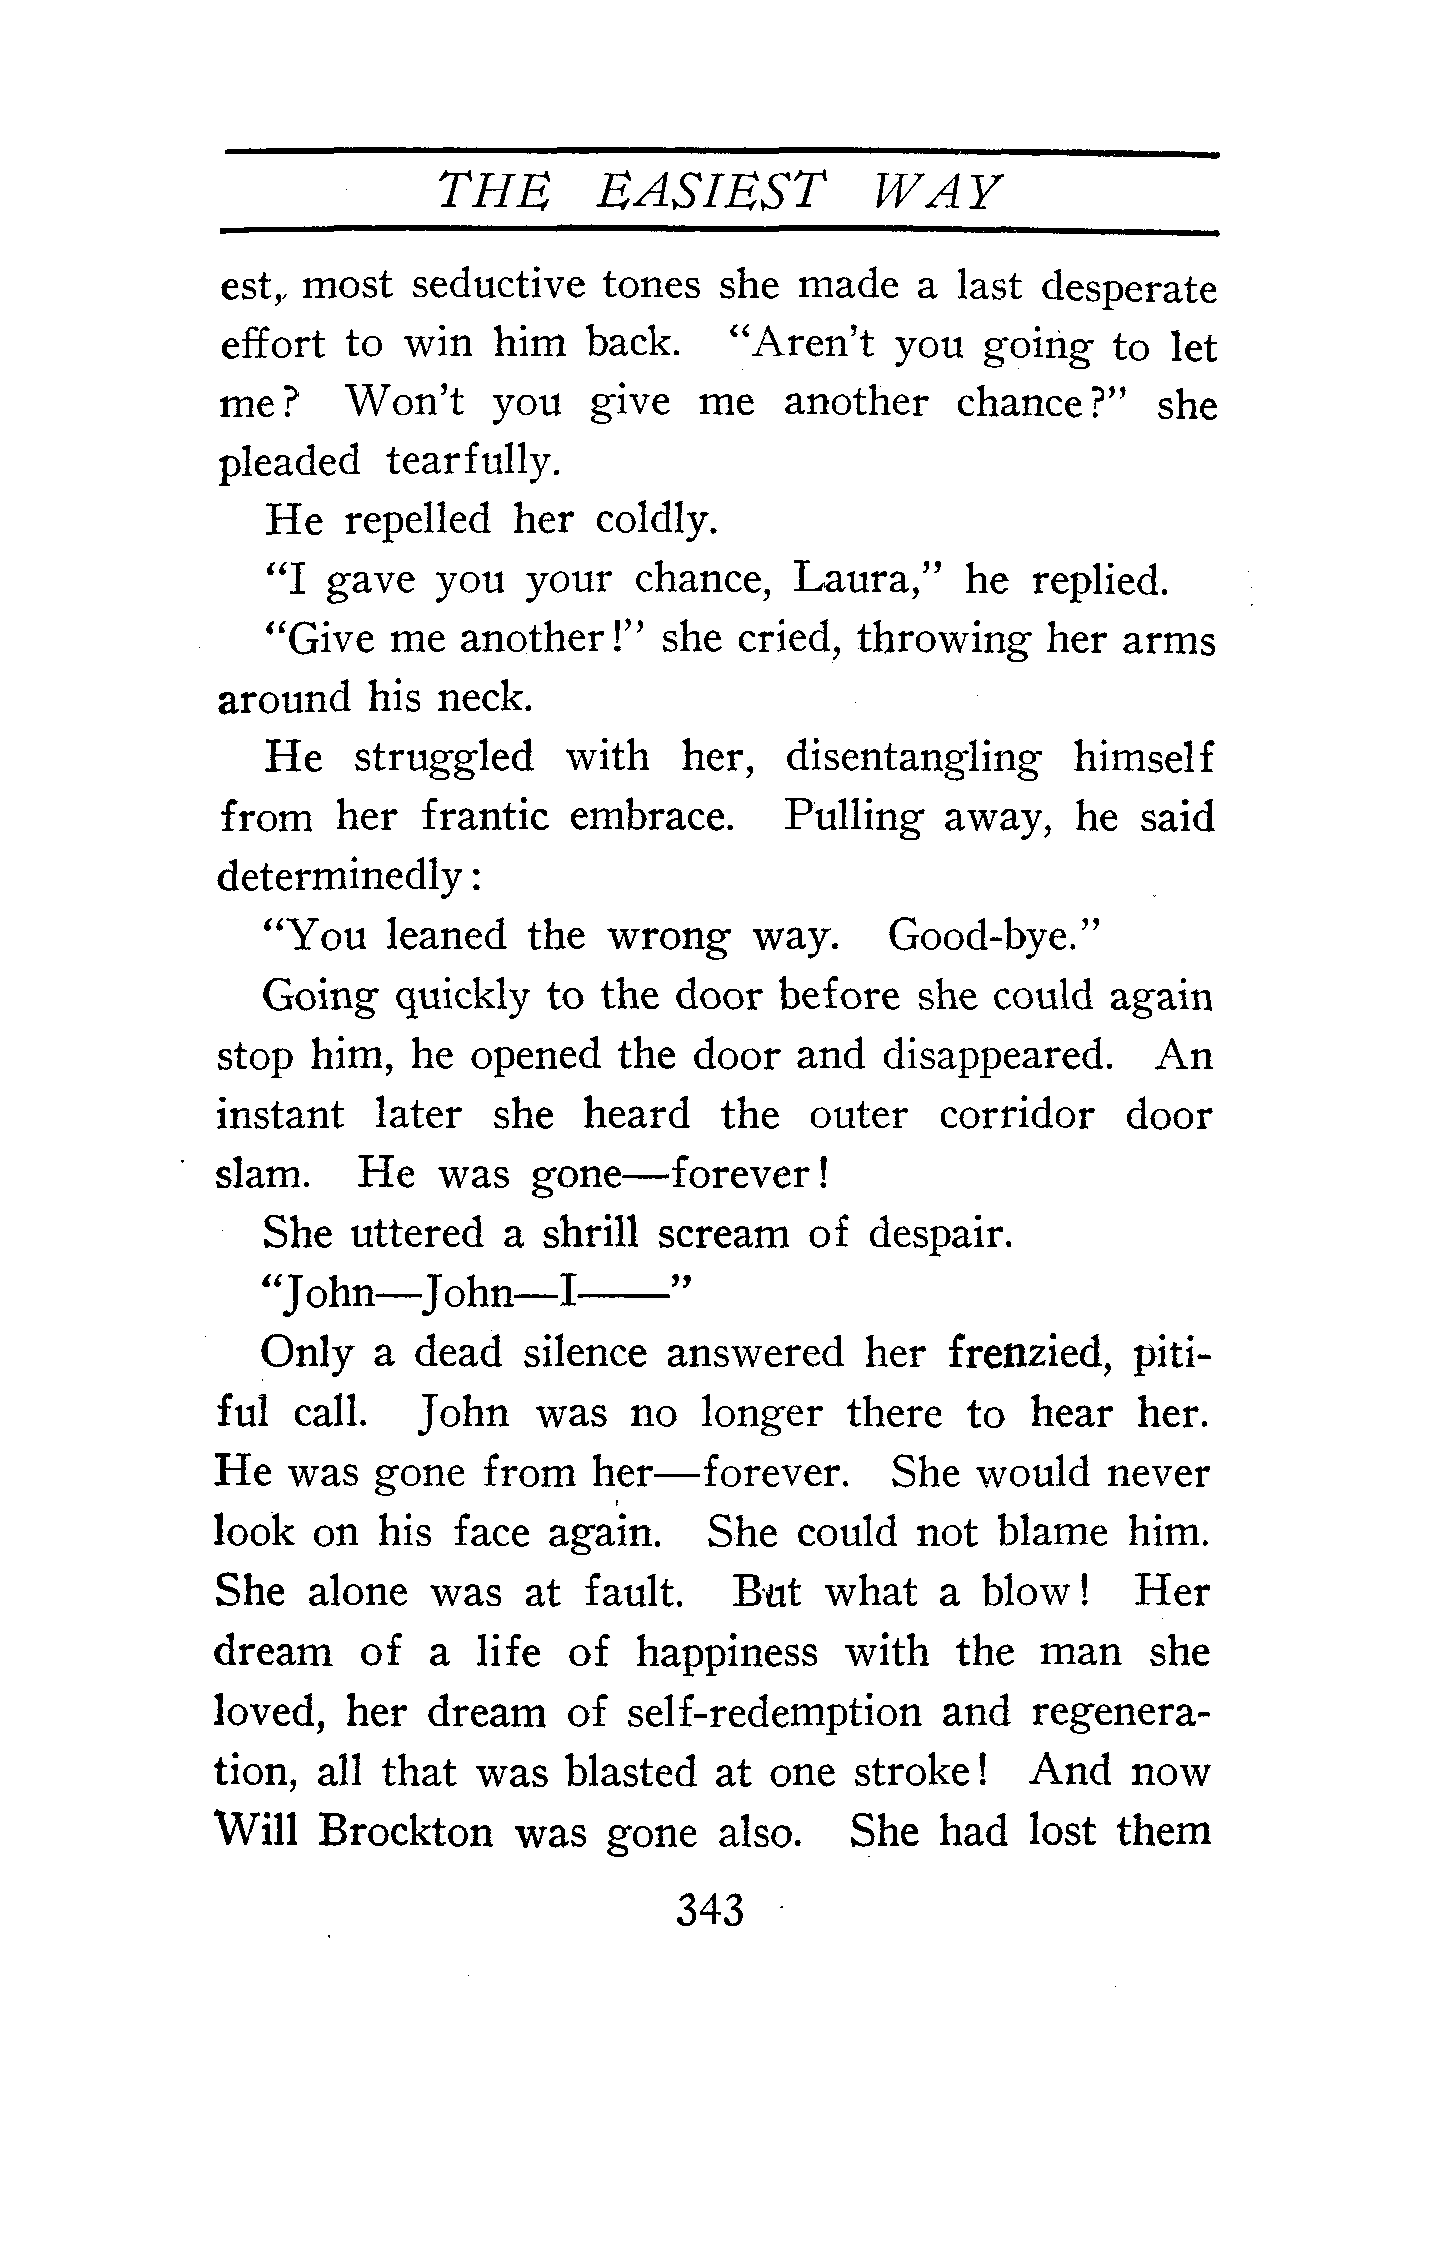 THE EASIEST WAY
est, most seductive tones she made a last desperate
effort to win him back. “Aren’t you going to let
me? Won’t you give me another chance?” she
pleaded tearfully.
He repelled her coldly.
“I gave you your chance, Laura,” he replied.
“Give me another!” she cried, throwing her arms
around his neck.
He struggled with her, disentangling himself
from her frantic embrace. Pulling away, he said
determinedly:
“You leaned the wrong way. Good-bye.”
Going quickly to the door before she could again
stop him, he opened the door and disappeared. An
instant later she heard the outer corridor door
slam. He was gone—forever!
She uttered a shrill scream of despair.
“John—John—I——”
Only a dead silence answered her frenzied, piti-
ful call. John was no longer there to hear her.
He was gone from her—forever. She would never
look on his face again. She could not blame him.
She alone was at fault. But what a blow! Her
dream of a life of happiness with the man she
loved, her dream of self-redemption and regenera-
tion, all that was blasted at one stroke! And now
Will Brockton was gone also. She had lost them
343